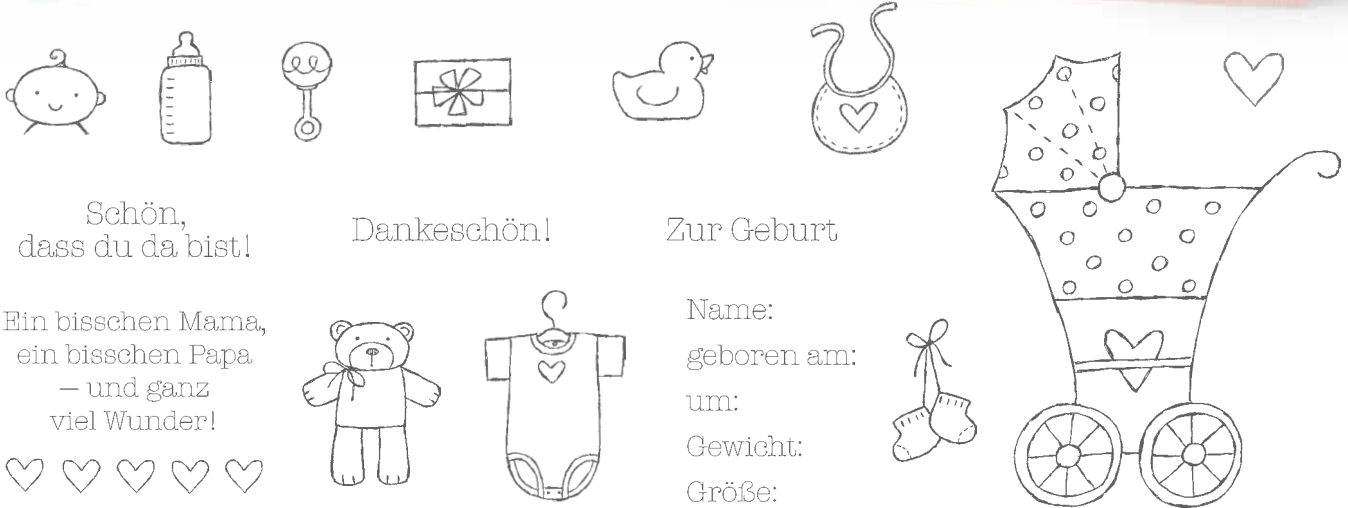 Schön,
dass du da bist!
Dankeschön!
Zur Geburt
Ein bisschen Mama,
ein bisschen Papa
– und ganz
viel Wunder!
Name:
geboren am:
um:
Gewicht:
Größe: